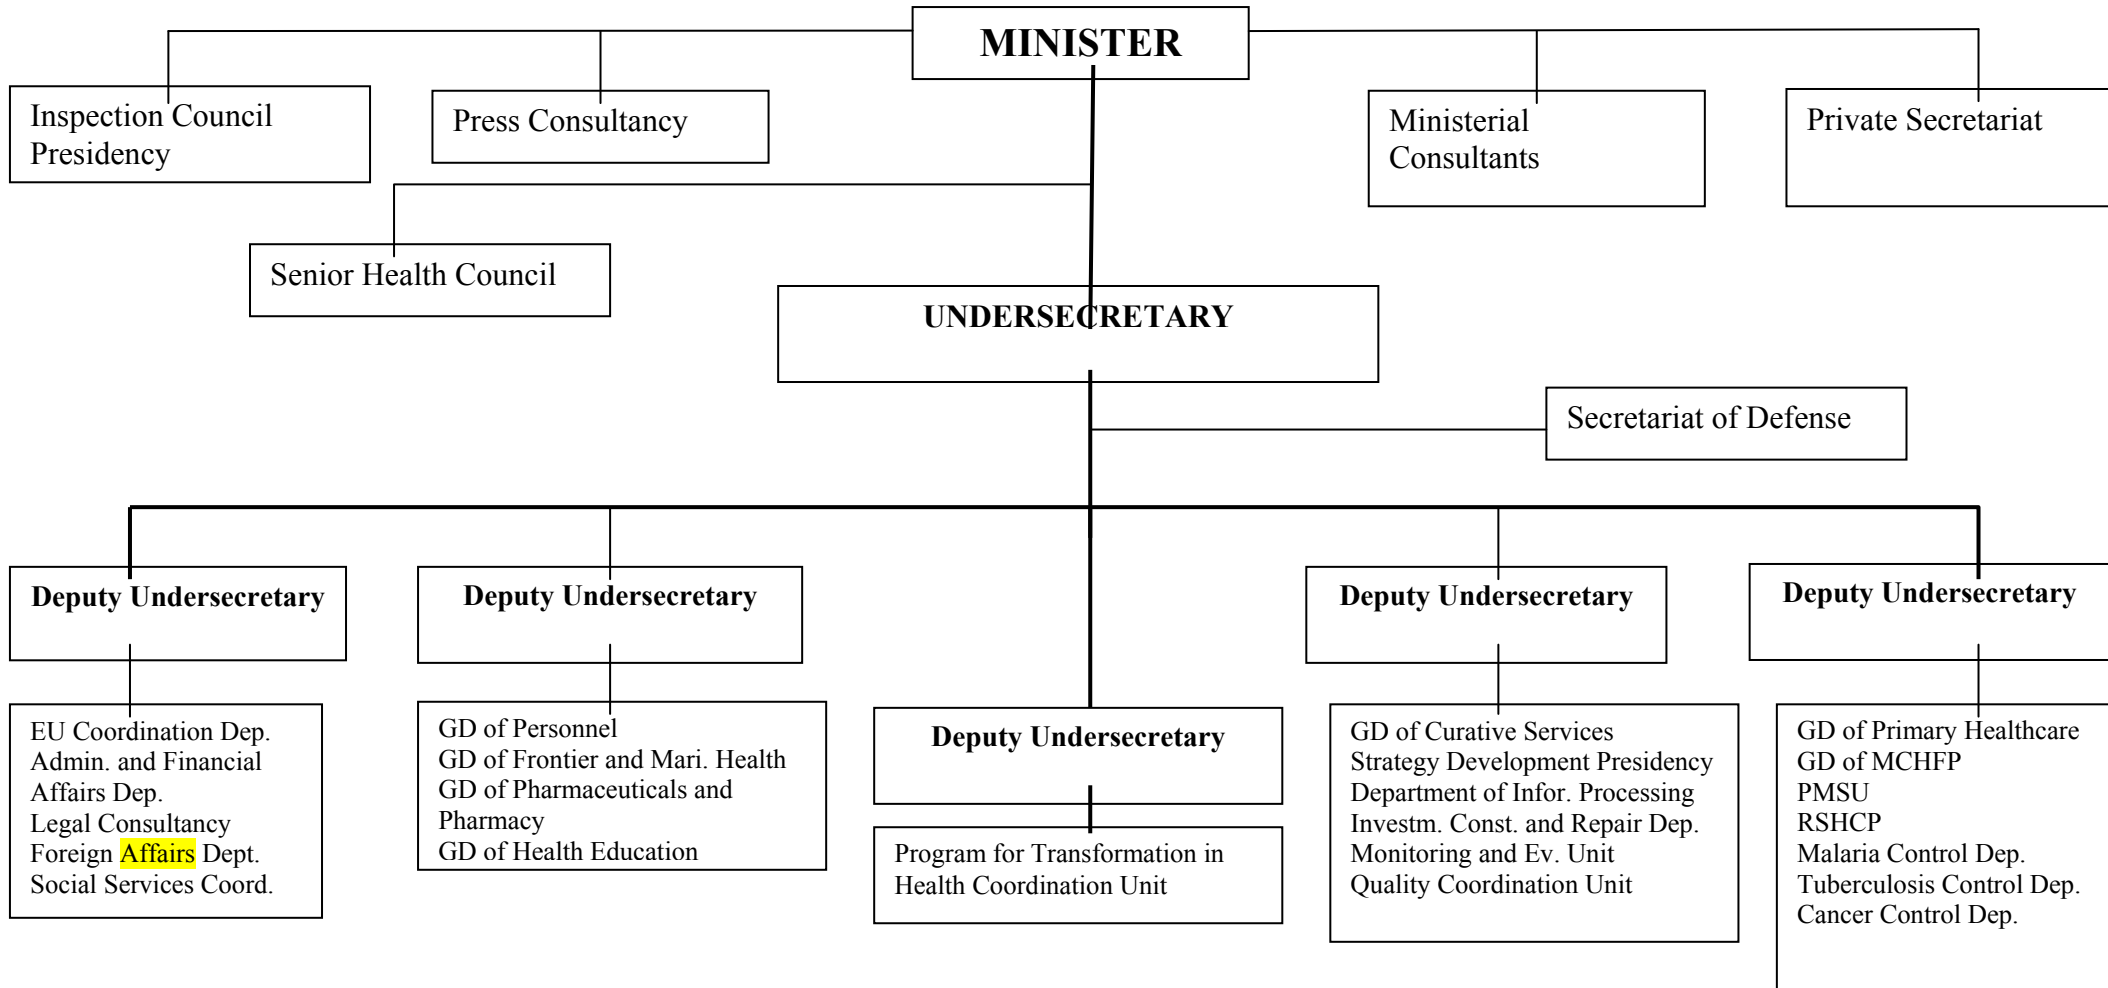 MINISTER
Inspection Council
Presidency
Press Consultancy
Ministerial
Consultants
Private Secretariat
Senior Health Council
UNDERSECRETARY
Secretariat of Defense
Deputy Undersecretary
Deputy Undersecretary
Deputy Undersecretary
Deputy Undersecretary
EU Coordination Dep.
Admin. and Financial
Affairs Dep.
Legal Consultancy
Foreign Affairs Dept.
Social Services Coord.
GD of Personnel
GD of Frontier and Mari. Health
GD of Pharmaceuticals and
Pharmacy
GD of Health Education
Deputy Undersecretary
Program for Transformation in
Health Coordination Unit
GD of Curative Services
Strategy Development Presidency
Department of Infor. Processing
Investm. Const. and Repair Dep.
Monitoring and Ev. Unit
Quality Coordination Unit
GD of Primary Healthcare
GD of MCHFP
PMSU
RSHCP
Malaria Control Dep.
Tuberculosis Control Dep.
Cancer Control Dep.